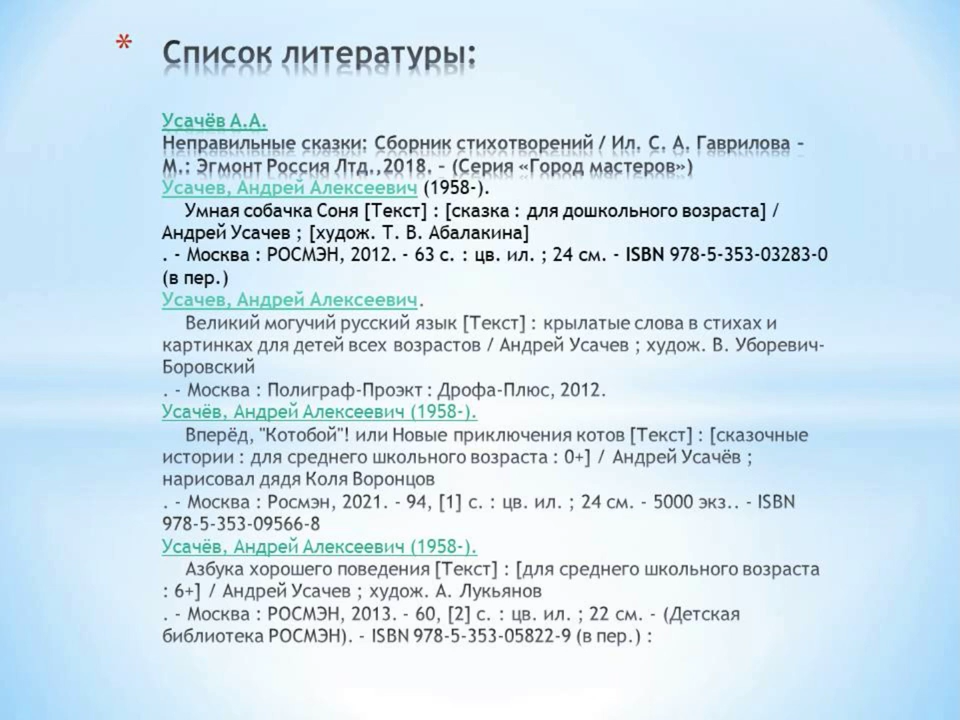 * Список литературы:
Усачёв А.А.
Неправильные сказки: Сборник стихотворений / Ил. С. А. Гаврилова –
М.: Эгмонт Россия Лтд.,2018. – (Серия «Город мастеров»)
Усачев, Андрей Алексеевич (1958-).
Умная собачка Соня [Текст] : [сказка : для дошкольного возраста] /
Андрей Усачев ; [худож. Т. В. Абалакина]
. - Москва : РОСМЭН, 2012. - 63 с. : цв. ил. ; 24 см. - ISBN 978-5-353-03283-0
(в пер.)
Усачев, Андрей Алексеевич.
Великий могучий русский язык [Текст] : крылатые слова в стихах и
картинках для детей всех возрастов / Андрей Усачев ; худож. В. Уборевич-
Боровский
. - Москва : Полиграф-Проэкт : Дрофа-Плюс, 2012.
Усачёв, Андрей Алексеевич (1958-).
Вперёд, "Котобой"! или Новые приключения котов [Текст] : [сказочные
истории : для среднего школьного возраста : 0+] / Андрей Усачёв ;
нарисовал дядя Коля Воронцов
. - Москва : Росмэн, 2021. - 94, [1] с. : цв. ил. ; 24 см. - 5000 экз.. - ISBN
978-5-353-09566-8
Усачёв, Андрей Алексеевич (1958-).
Азбука хорошего поведения [Текст] : [для среднего школьного возраста
: 6+] / Андрей Усачев ; худож. А. Лукьянов
. - Москва : РОСМЭН, 2013. - 60, [2] с. : цв. ил. ; 22 см. - (Детская
библиотека РОСМЭН). - ISBN 978-5-353-05822-9 (в пер.) :